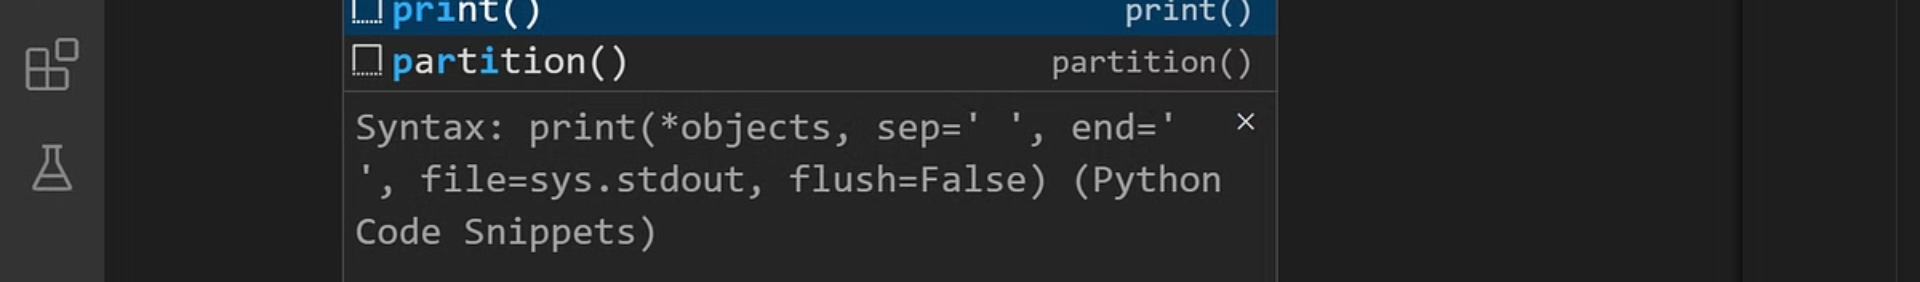 print() print()
partition() partition()
Syntax: print(*objects, sep=' ', end='
', file=sys.stdout, flush=False) (Python
Code Snippets)